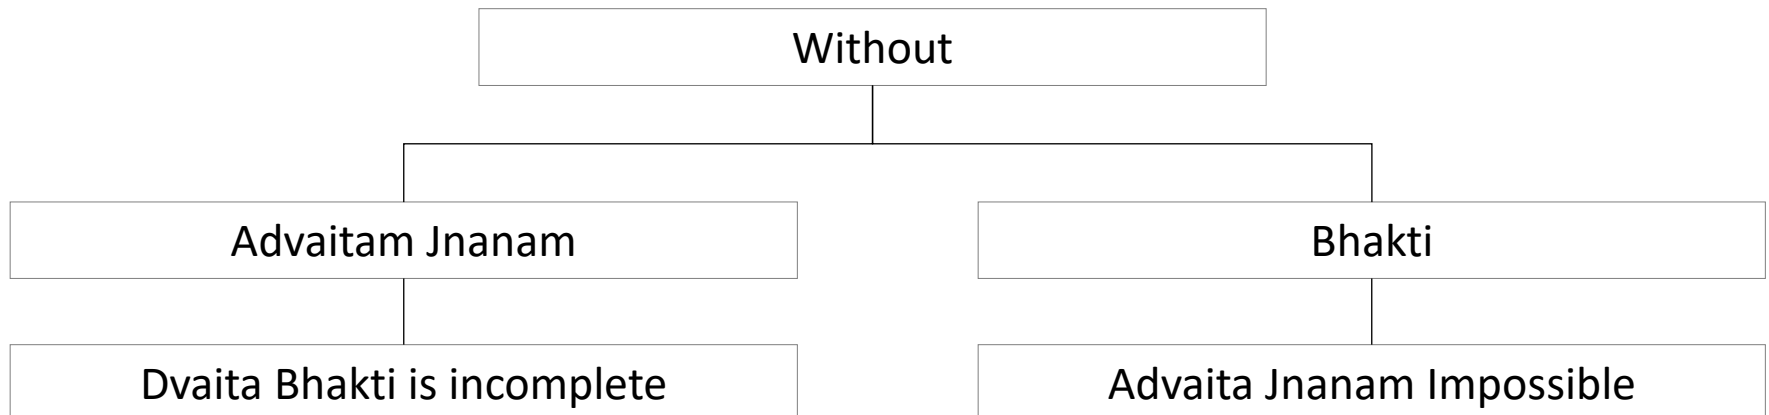 Without
Advaitam Jnanam
Bhakti
Dvaita Bhakti is incomplete
Advaita Jnanam Impossible